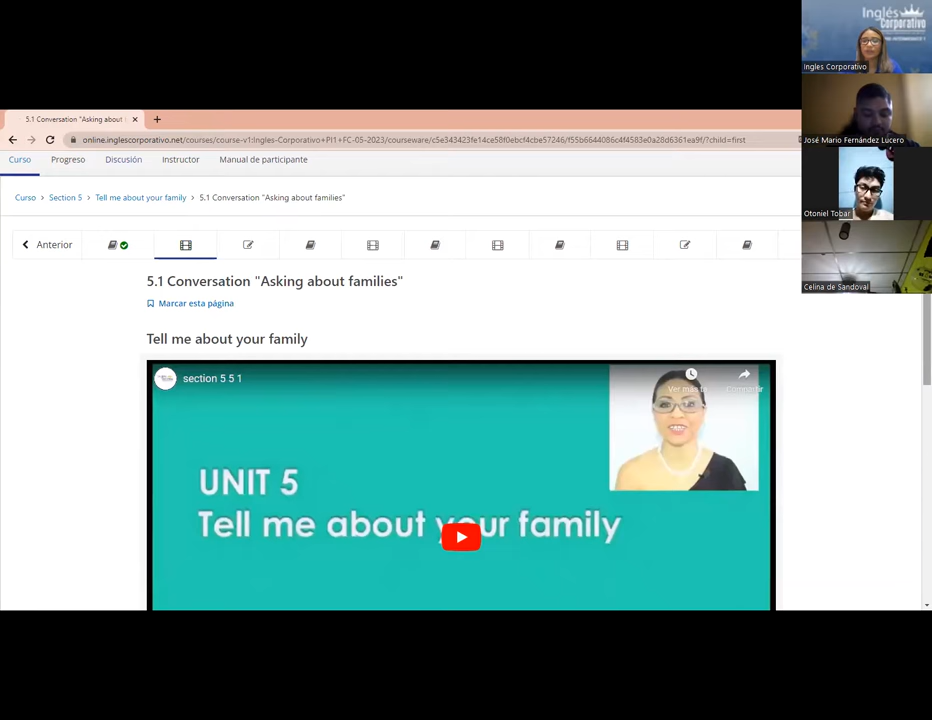 Inglés
Corporativo
Ingles Corporativo
José Mario Fernández Lucero
Otoniel Tobar
Celina de Sandoval
5.1 Conversation "Asking about
online.inglescorporativo.net/courses/course-v1:Ingles-Corporativo+PI1+FC-05-2023/courseware/c5e343423fe14ce58f0ebcf4cbe57246/f55b6644086c4f4583e0a28d6361ea9f/?child=first
Curso Progreso Discusión Instructor Manual de participante
Curso > Section 5 > Tell me about your family > 5.1 Conversation "Asking about families"
Anterior
5.1 Conversation "Asking about families"
Marcar esta página
Tell me about your family
section 5 5 1
Ver más Compartir
UNIT 5
Tell me about your family